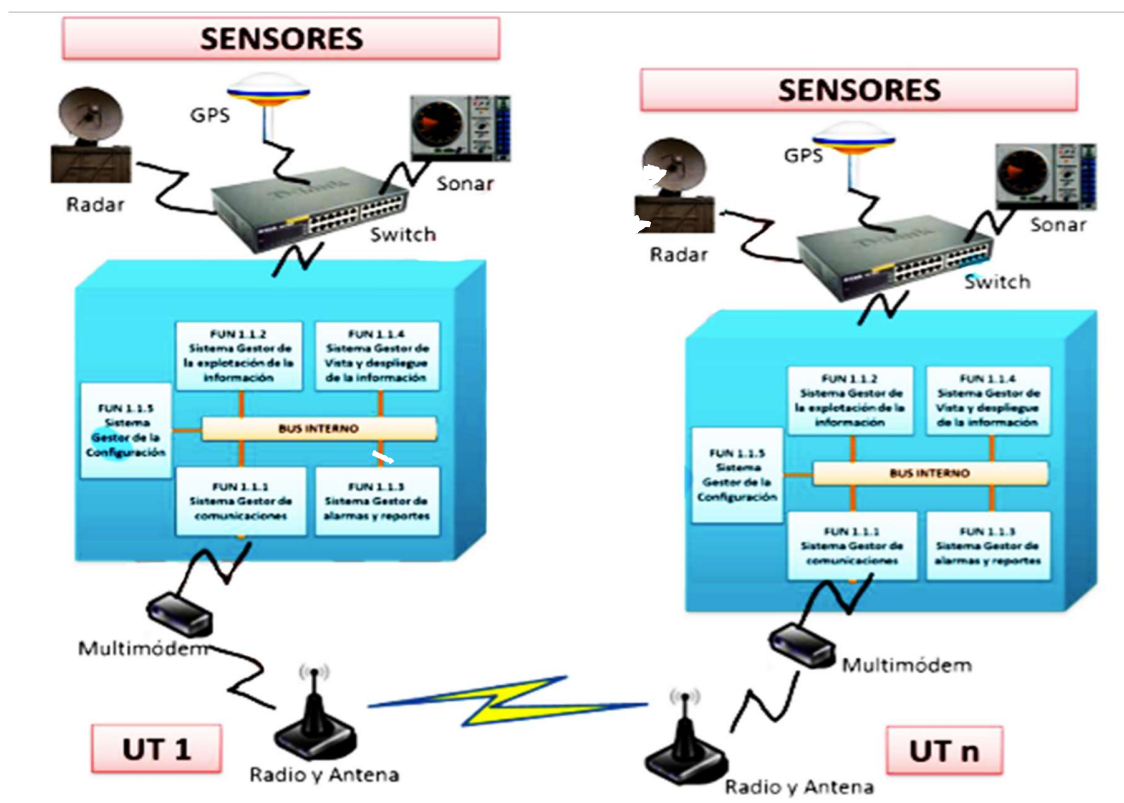 SENSORES
GPS
Radar
Sonar
Switch
FUN 1.1.2
Sistema Gestor de
la explotación de la
información
FUN 1.1.4
Sistema Gestor de
Vista y despliegue
de la información
FUN 1.1.5
Sistema
Gestor de la
Configuración
BUS INTERNO
FUN 1.1.1
Sistema Gestor de
comunicaciones
FUN 1.1.3
Sistema Gestor de
alarmas y reportes
Multimódem
UT 1
Radio y Antena
SENSORES
GPS
Radar
Sonar
Switch
FUN 1.1.2
Sistema Gestor de
la explotación de la
información
FUN 1.1.4
Sistema Gestor de
Vista y despliegue
de la información
FUN 1.1.5
Sistema
Gestor de la
Configuración
BUS INTERNO
FUN 1.1.1
Sistema Gestor de
comunicaciones
FUN 1.1.3
Sistema Gestor de
alarmas y reportes
Multimódem
UT n
Radio y Antena